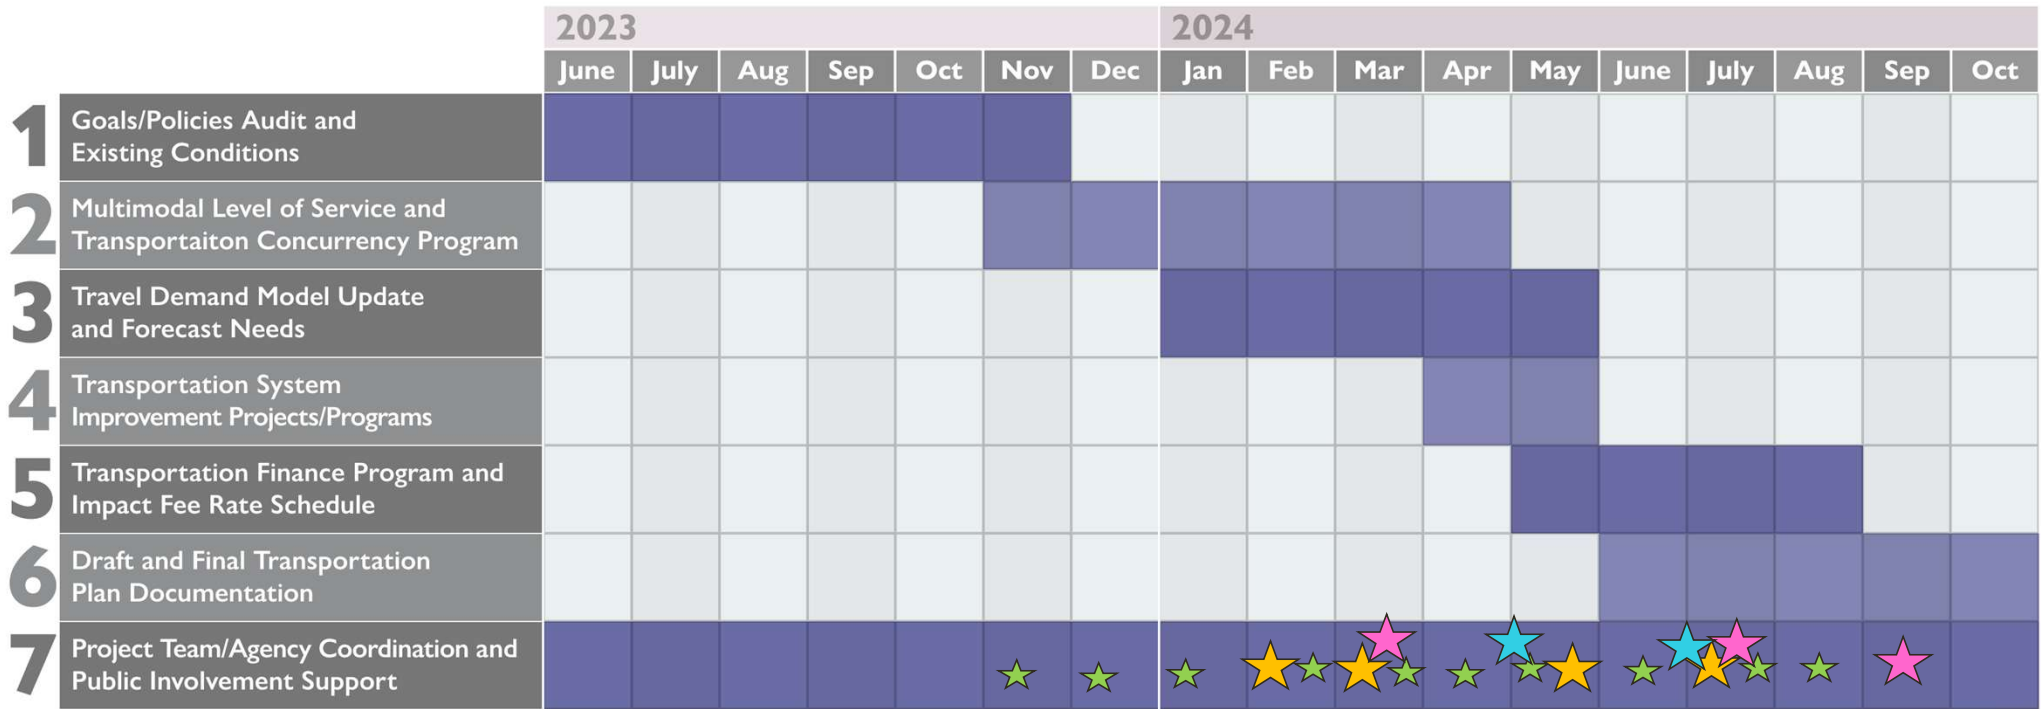 2023 2024
June July Aug Sep Oct Nov Dec Jan Feb Mar Apr May June July Aug Sep Oct
1 Goals/Policies Audit and
Existing Conditions
2 Multimodal Level of Service and
Transportaiton Concurrency Program
3 Travel Demand Model Update
and Forecast Needs
4 Transportation System
Improvement Projects/Programs
5 Transportation Finance Program and
Impact Fee Rate Schedule
6 Draft and Final Transportation
Plan Documentation
7 Project Team/Agency Coordination and
Public Involvement Support